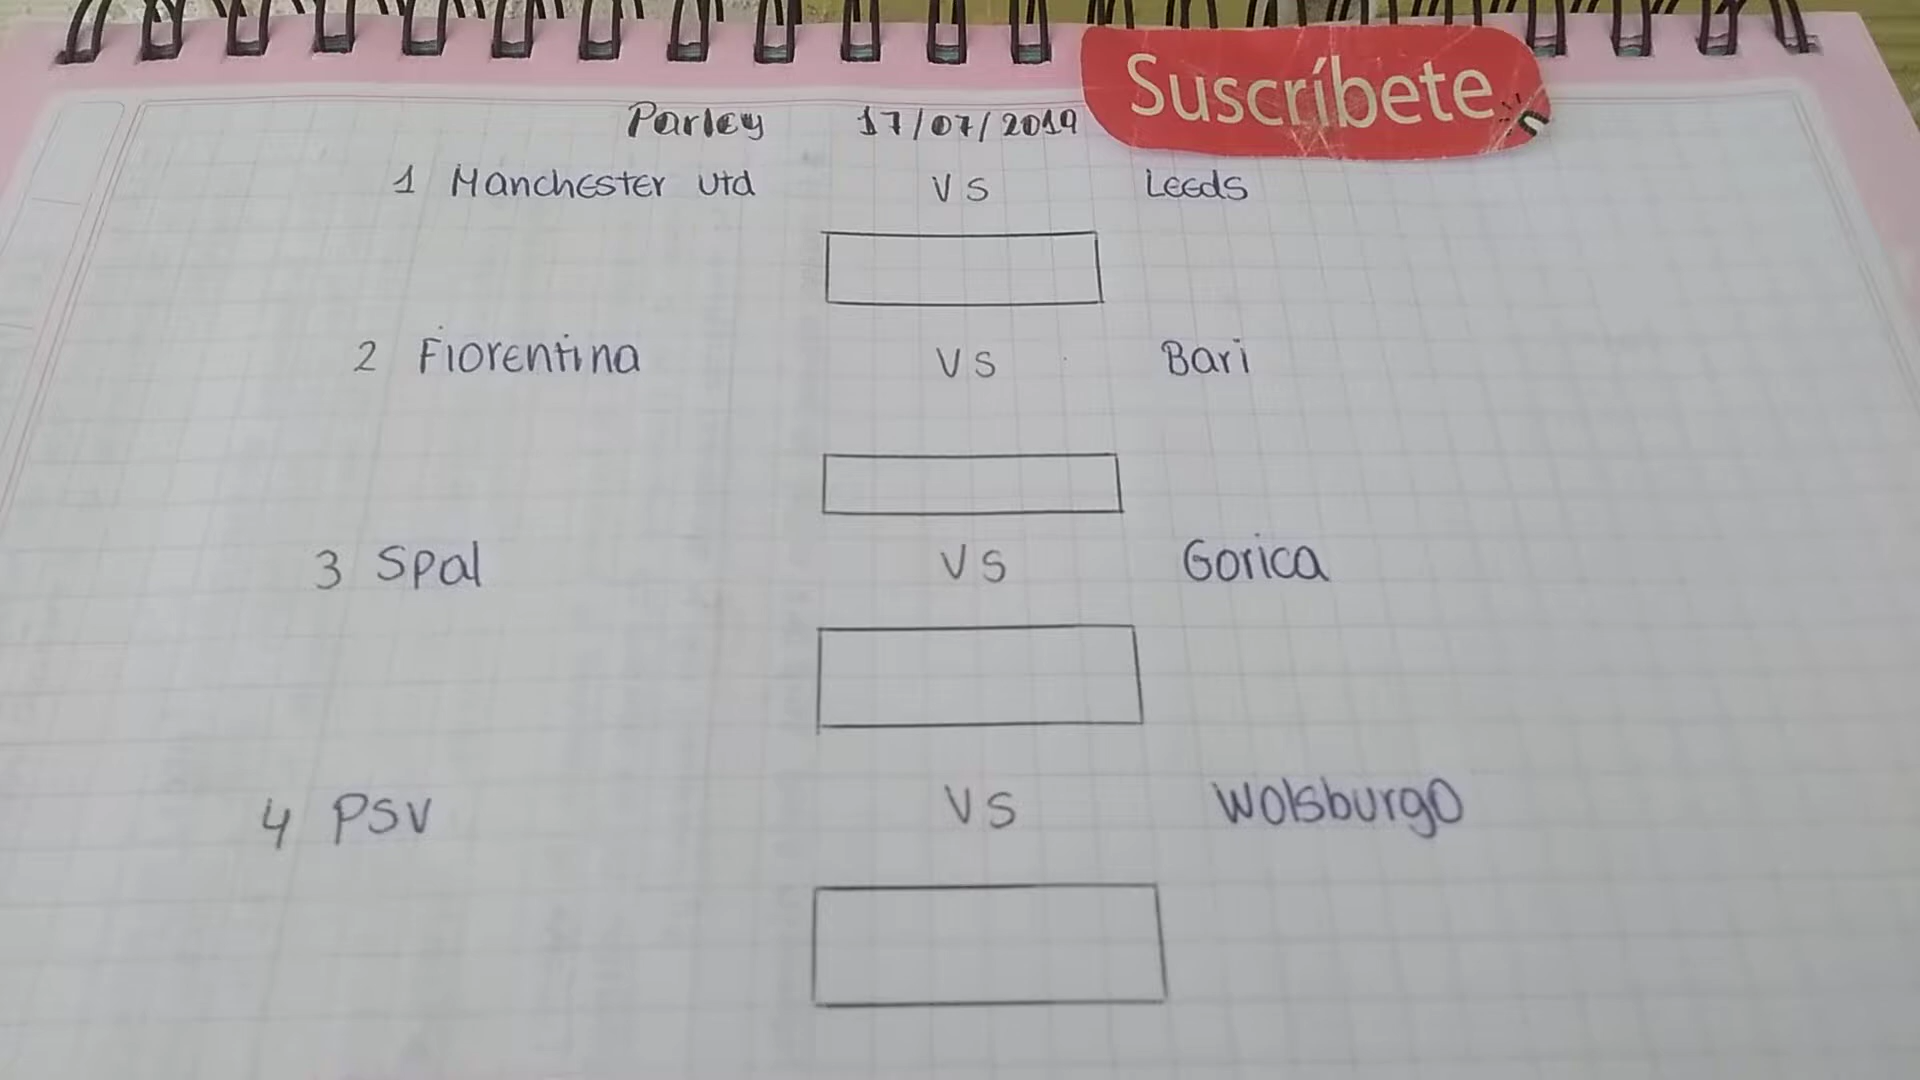 Suscríbete
Parley 17/07/2019
1 Manchester Utd VS Leeds
2 Fiorentina VS Bari
3 Spal VS Gorica
4 PSV VS Wolsburgo